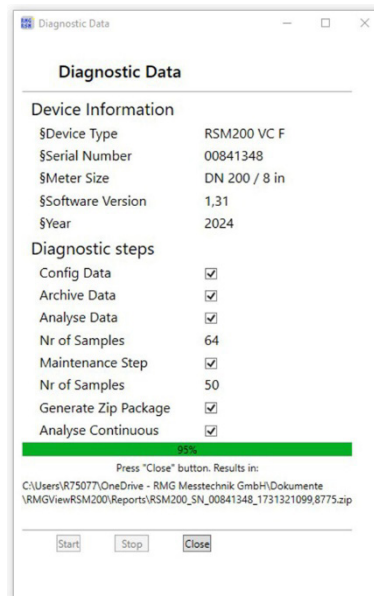 Diagnostic Data
Diagnostic Data
Device Information
§Device Type RSM200 VC F
§Serial Number 00841348
§Meter Size DN 200 / 8 in
§Software Version 1,31
§Year 2024
Diagnostic steps
Config Data
Archive Data
Analyse Data
Nr of Samples 64
Maintenance Step
Nr of Samples 50
Generate Zip Package
Analyse Continuous
95%
Press "Close" button. Results in:
C:\Users\R75077\OneDrive - RMG Messtechnik GmbH\Dokumente
\RMGViewRSM200\Reports\RSM200_SN_00841348_1731321099,8775.zip
Start Stop Close